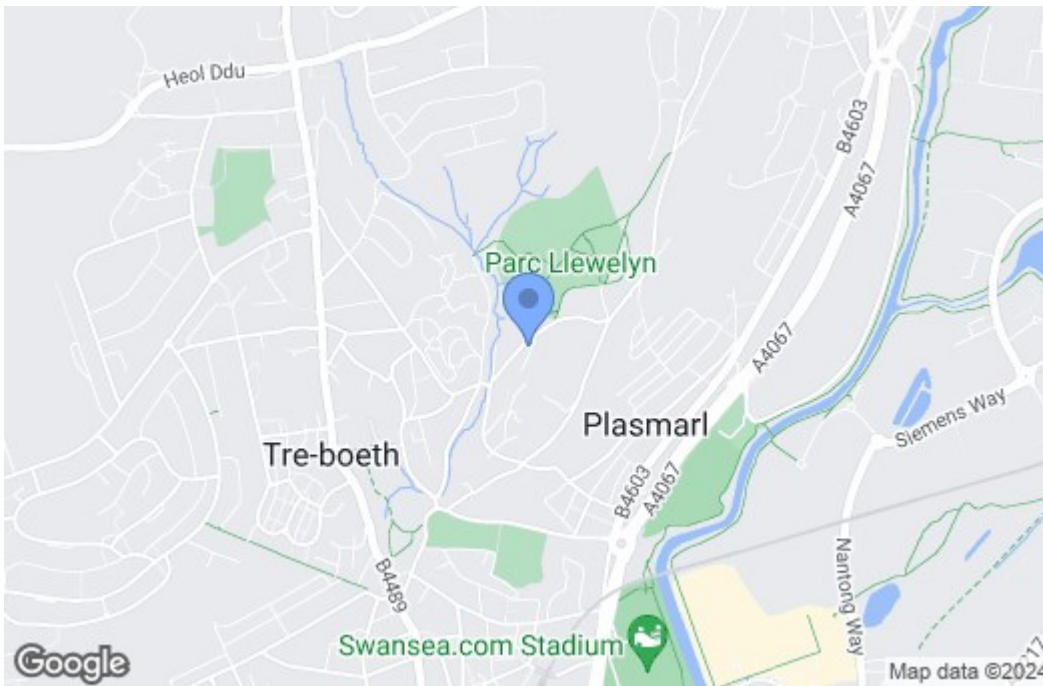 Heol Ddu
B4603
A4067
Parc Llewelyn
A4067
Siemens Way
Plasmarl
Tre-boeth
B4603
A4067
B4489
Nantong Way
Swansea.com Stadium
Google
Map data ©2024